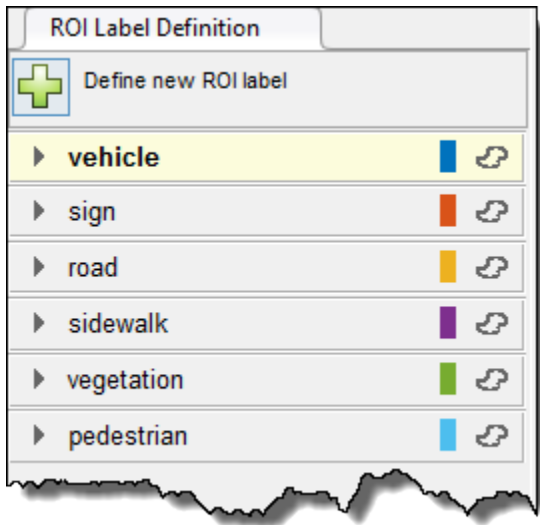 ROI Label Definition
Define new ROI label
vehicle
sign
road
sidewalk
vegetation
pedestrian